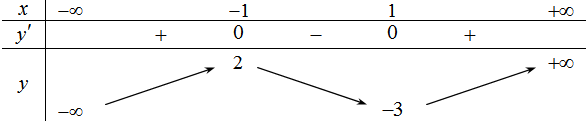 x −∞ −1 1 +∞
y′ + 0 − 0 +
2 +∞
y
−∞ −3